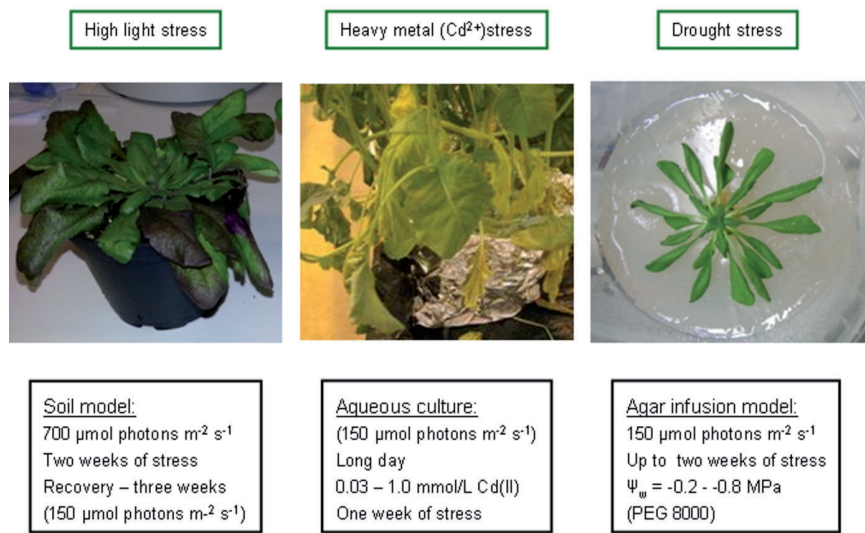 High light stress
Heavy metal (Cd²⁺)stress
Drought stress
Soil model:
700 µmol photons m⁻² s⁻¹
Two weeks of stress
Recovery – three weeks
(150 µmol photons m-² s⁻¹)
Aqueous culture:
(150 µmol photons m⁻² s⁻¹)
Long day
0.03 – 1.0 mmol/L Cd(II)
One week of stress
Agar infusion model:
150 µmol photons m⁻² s⁻¹
Up to two weeks of stress
Ψw = -0.2 - -0.8 MPa
(PEG 8000)